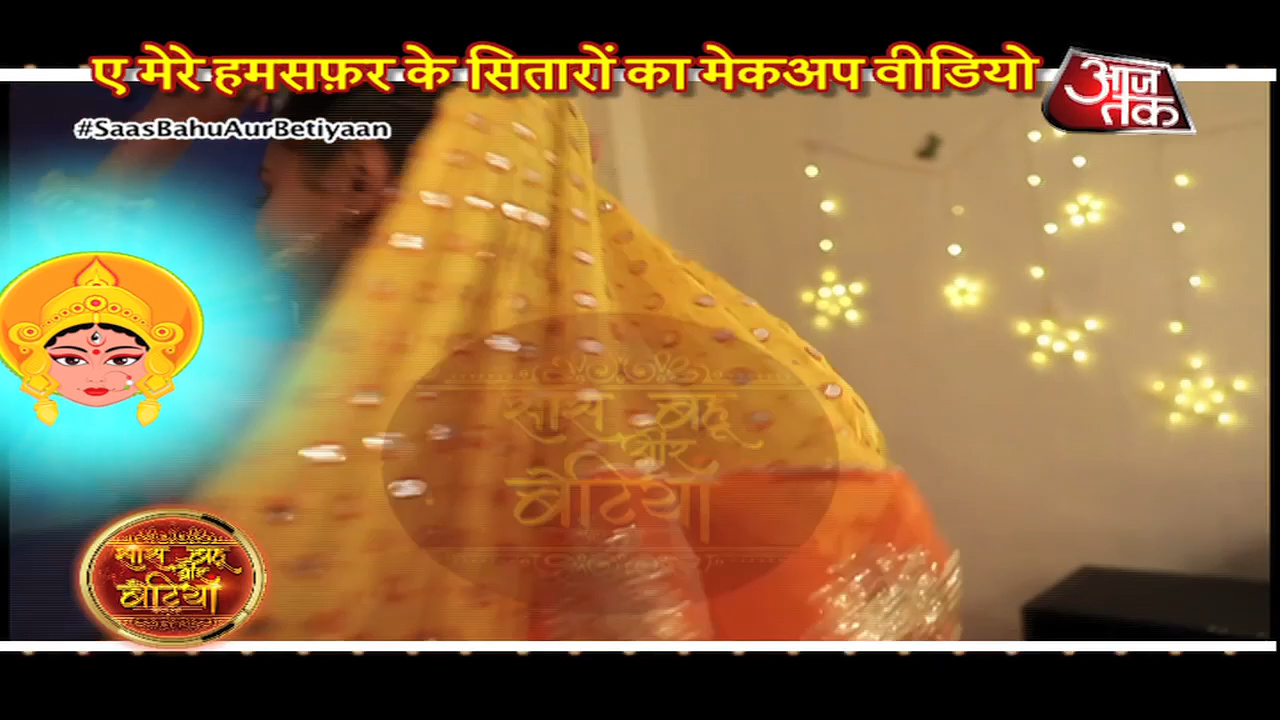 ए मेरे हमसफ़र के सितारों का मेकअप वीडियो
आज
तक
#SaasBahuAurBetiyaan
सास बहू
और
बेटियां
सास बहू
और
बेटियां